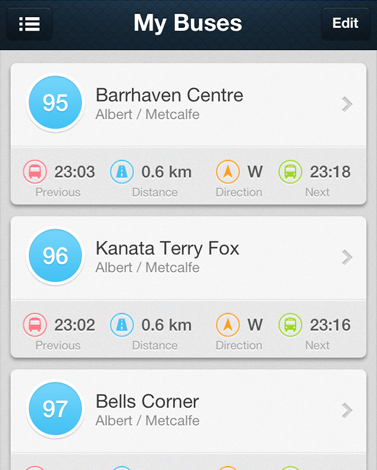 My Buses
Edit
95
Barrhaven Centre
Albert / Metcalfe
23:03 0.6 km W 23:18
Previous Distance Direction Next
96
Kanata Terry Fox
Albert / Metcalfe
23:02 0.6 km W 23:16
Previous Distance Direction Next
97
Bells Corner
Albert / Metcalfe